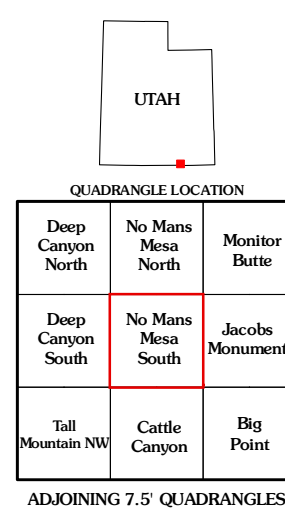 UTAH
QUADRANGLE LOCATION
Deep
Canyon
North
No Mans
Mesa
North
Monitor
Butte
Deep
Canyon
South
No Mans
Mesa
South
Jacobs
Monument
Tall
Mountain NW
Cattle
Canyon
Big
Point
ADJOINING 7.5' QUADRANGLES